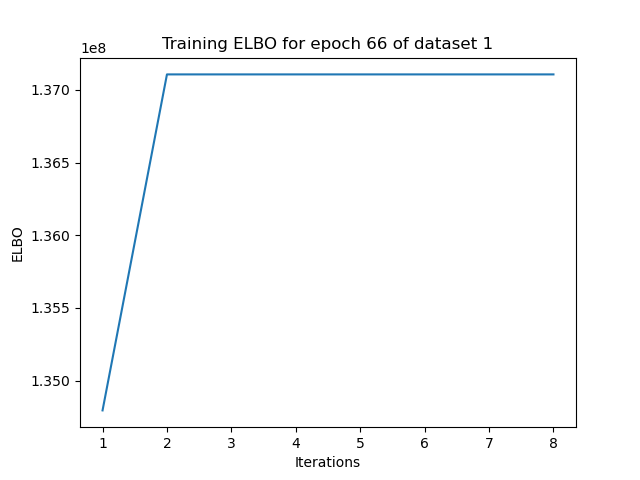 Training ELBO for epoch 66 of dataset 1
1e8
1.370
1.365
1.360
1.355
1.350
ELBO
1 2 3 4 5 6 7 8
Iterations